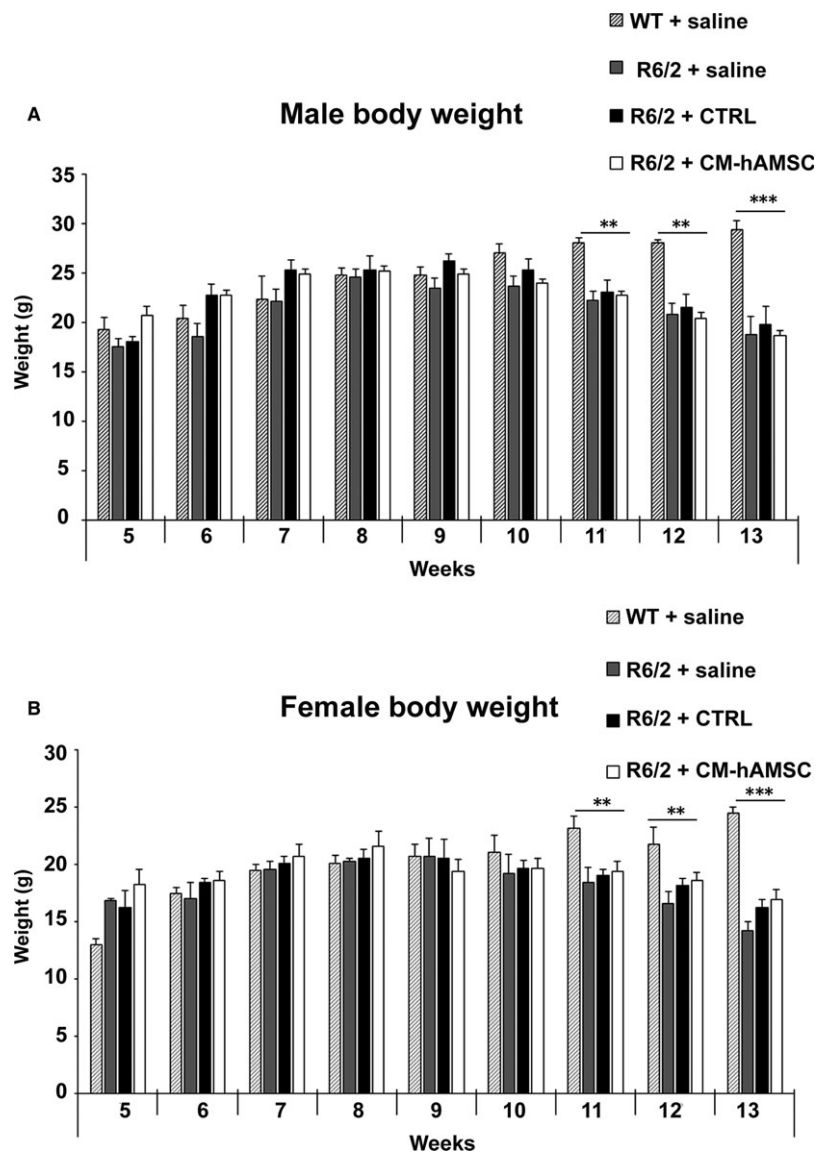 WT + saline
R6/2 + saline
A
Male body weight
R6/2 + CTRL
R6/2 + CM-hAMSC
35
30
25
20
15
10
5
0
Weight (g)
**
**
***
5 6 7 8 9 10 11 12 13
Weeks
WT + saline
R6/2 + saline
B
Female body weight
R6/2 + CTRL
R6/2 + CM-hAMSC
30
25
20
15
10
5
0
Weight (g)
**
**
***
5 6 7 8 9 10 11 12 13
Weeks